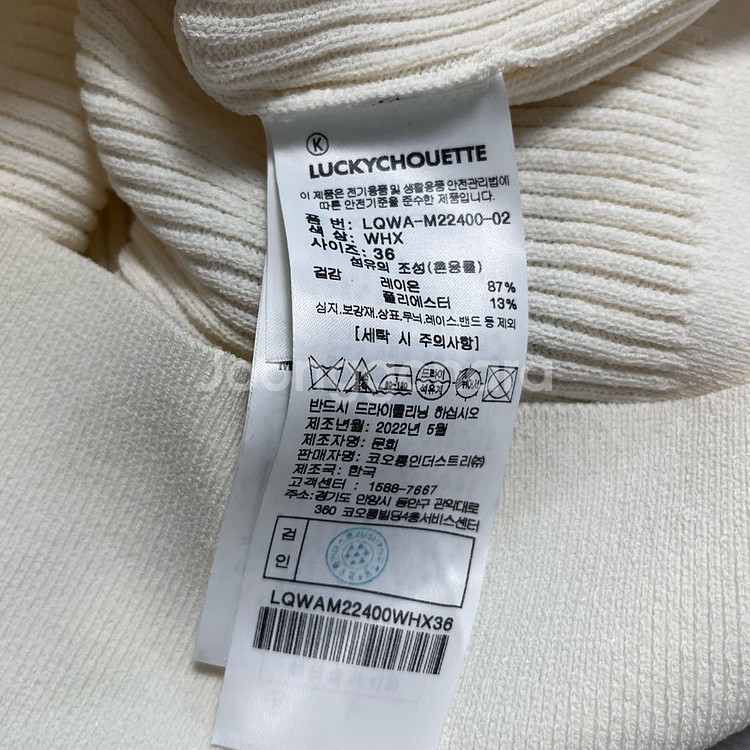 K
LUCKYCHOUETTE
이 제품은 전기용품 및 생활용품 안전관리법에
따른 안전기준을 준수한 제품입니다.
품 번: LQWA-M22400-02
색 상: WHX
사이즈: 36
섬유의 조성(혼용률)
겉감 레이온 87%
폴리에스터 13%
심지,보강재,상표,무늬,레이스,밴드 등 제외
[세탁 시 주의사항]
드라이
석유계
반드시 드라이클리닝 하십시오
제조년월: 2022년 5월
제조자명: 문희
판매자명: 코오롱인더스트리㈜
제조국: 한국
고객센터 : 1588-7667
주소: 경기도 안양시 동안구 관악대로
360 코오롱빌딩4층서비스센터
검
인
LQWAM22400WHX36